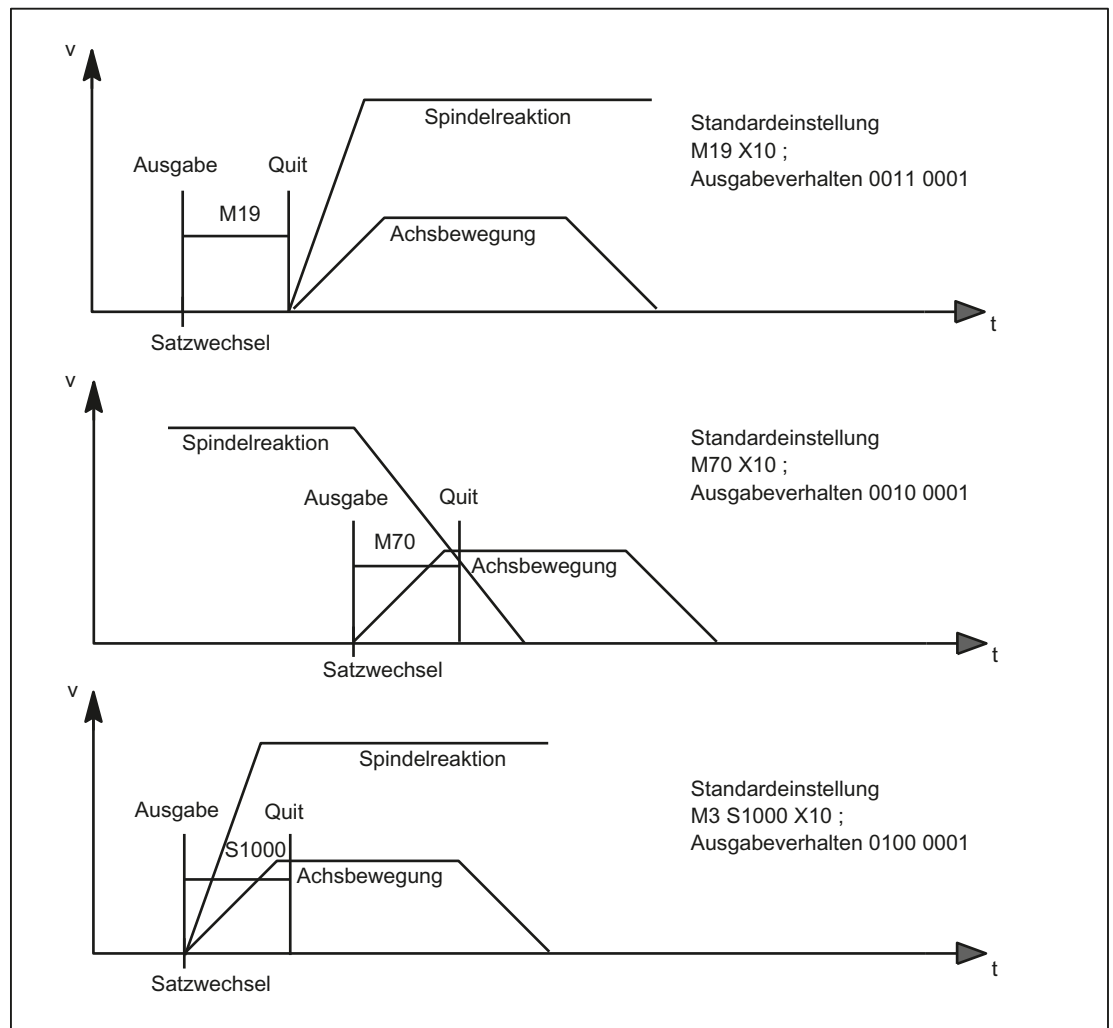 v
Spindelreaktion
Standardeinstellung
M19 X10 ;
Ausgabeverhalten 0011 0001
Ausgabe
Quit
M19
Achsbewegung
t
Satzwechsel
v
Spindelreaktion
Standardeinstellung
M70 X10 ;
Ausgabeverhalten 0010 0001
Ausgabe
Quit
M70
Achsbewegung
t
Satzwechsel
v
Spindelreaktion
Standardeinstellung
M3 S1000 X10 ;
Ausgabeverhalten 0100 0001
Ausgabe
Quit
S1000
Achsbewegung
t
Satzwechsel